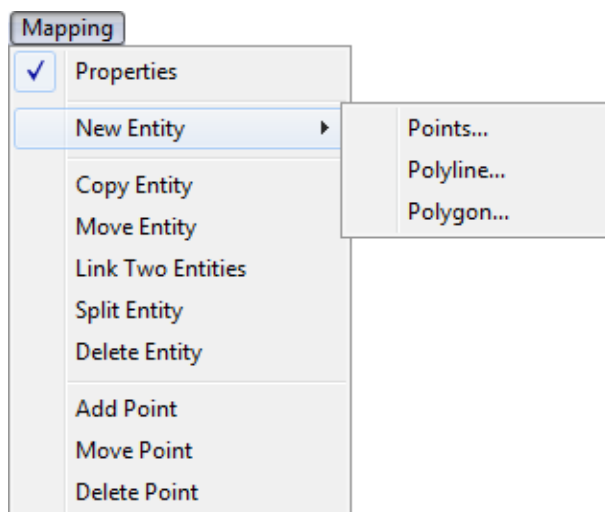 Mapping
Properties
New Entity
Points...
Polyline...
Polygon...
Copy Entity
Move Entity
Link Two Entities
Split Entity
Delete Entity
Add Point
Move Point
Delete Point